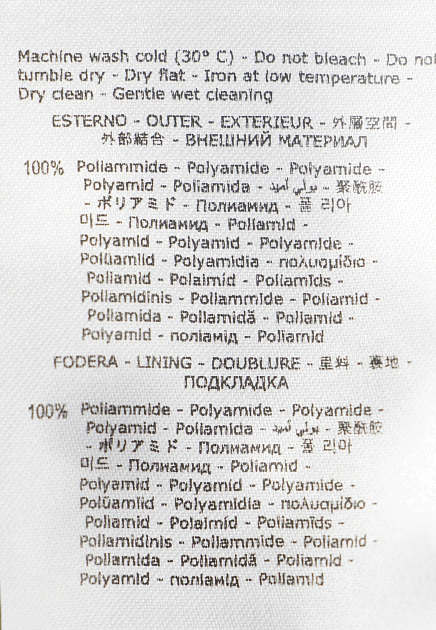 Machine wash cold (30° C) - Do not bleach - Do not
tumble dry - Dry flat - Iron at low temperature -
Dry clean - Gentle wet cleaning
ESTERNO - OUTER - EXTERIEUR - 外層空間 -
外部結合 - ВНЕШНИЙ МАТЕРИАЛ
100% Poliammide - Polyamide - Polyamide -
Polyamid - Poliamida - بولي أميد - 聚酰胺
- ポリアミド - Полиамид - 폴 리아
미드 - Полиамид - Poliamid -
Polyamid - Polyamid - Polyamide -
Polüamiid - Polyamidia - πολυαμίδιο -
Poliamid - Polaimíd - Poliamīds -
Poliamidinis - Poliammide - Poliamid -
Poliamida - Poliamidă - Poliamid -
Polyamid - поліамід - Poliamid
FODERA - LINING - DOUBLURE - 里料 - 裏地 -
ПОДКЛАДКА
100% Poliammide - Polyamide - Polyamide -
Polyamid - Poliamida - بولي أميد - 聚酰胺
- ポリアミド - Полиамид - 폴 리아
미드 - Полиамид - Poliamid -
Polyamid - Polyamid - Polyamide -
Polüamiid - Polyamidia - πολυαμίδιο -
Poliamid - Polaimíd - Poliamīds -
Poliamidinis - Poliammide - Poliamid -
Poliamida - Poliamidă - Poliamid -
Polyamid - поліамід - Poliamid